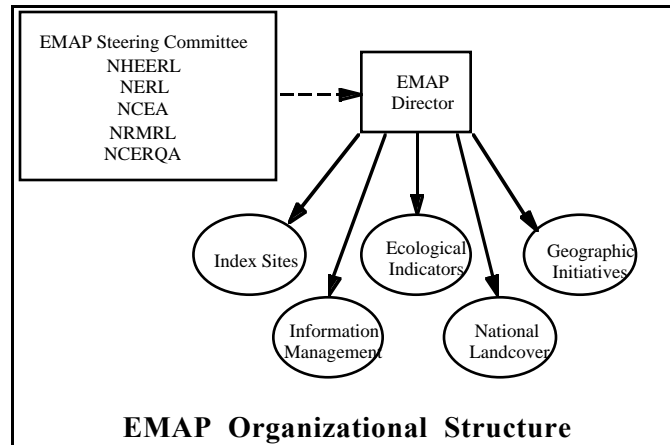 EMAP Steering Committee
NHEERL
NERL
NCEA
NRMRL
NCERQA
EMAP
Director
Index Sites
Ecological
Indicators
Geographic
Initiatives
Information
Management
National
Landcover
EMAP Organizational Structure